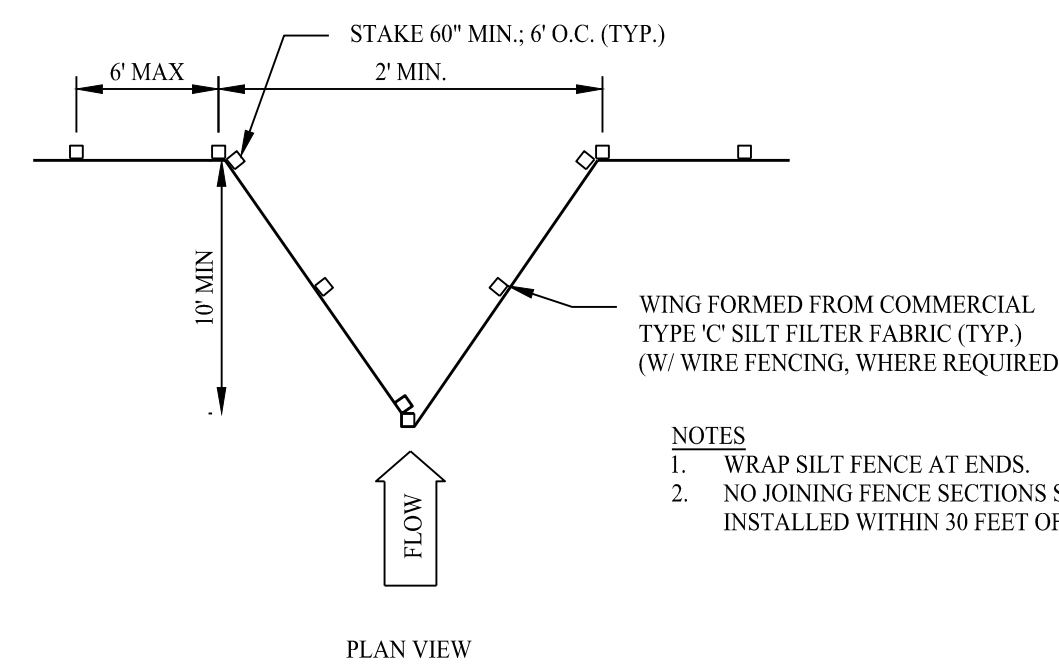 STAKE 60" MIN.; 6' O.C. (TYP.)
6' MAX
2' MIN.
10' MIN
WING FORMED FROM COMMERCIAL
TYPE 'C' SILT FILTER FABRIC (TYP.)
(W/ WIRE FENCING, WHERE REQUIRED
NOTES
1. WRAP SILT FENCE AT ENDS.
2. NO JOINING FENCE SECTIONS
INSTALLED WITHIN 30 FEET OF
FLOW
PLAN VIEW